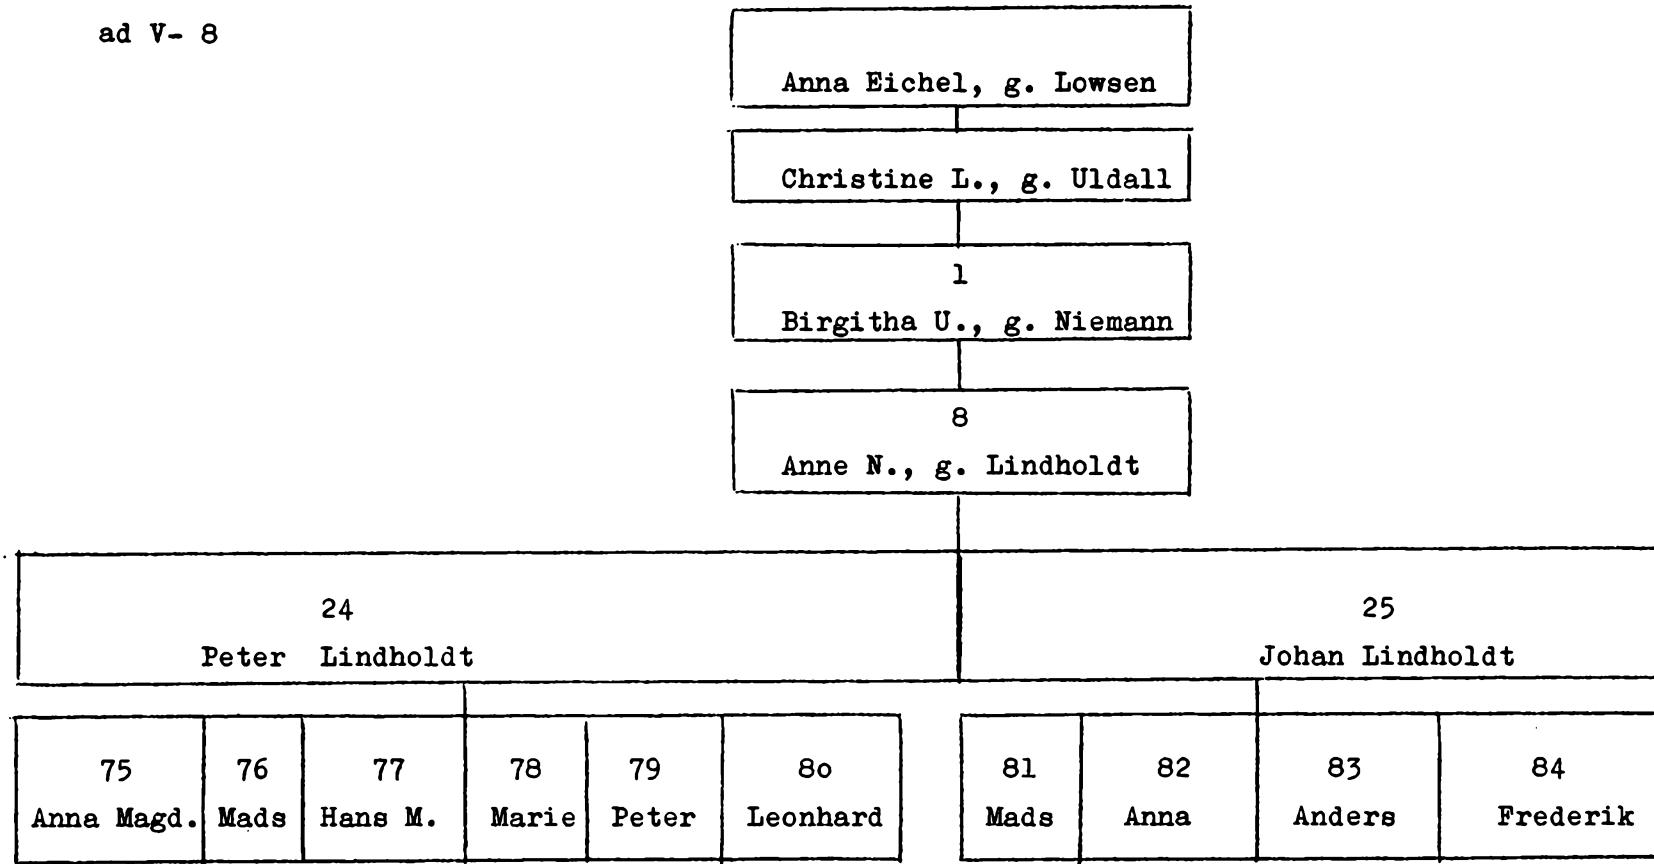 ad V- 8
Anna Eichel, g. Lowsen
Christine L., g. Uldall
1
Birgitha U., g. Niemann
8
Anne N., g. Lindholdt
24
Peter Lindholdt
25
Johan Lindholdt
75
Anna Magd.
76
Mads
77
Hans M.
78
Marie
79
Peter
8o
Leonhard
81
Mads
82
Anna
83
Anders
84
Frederik